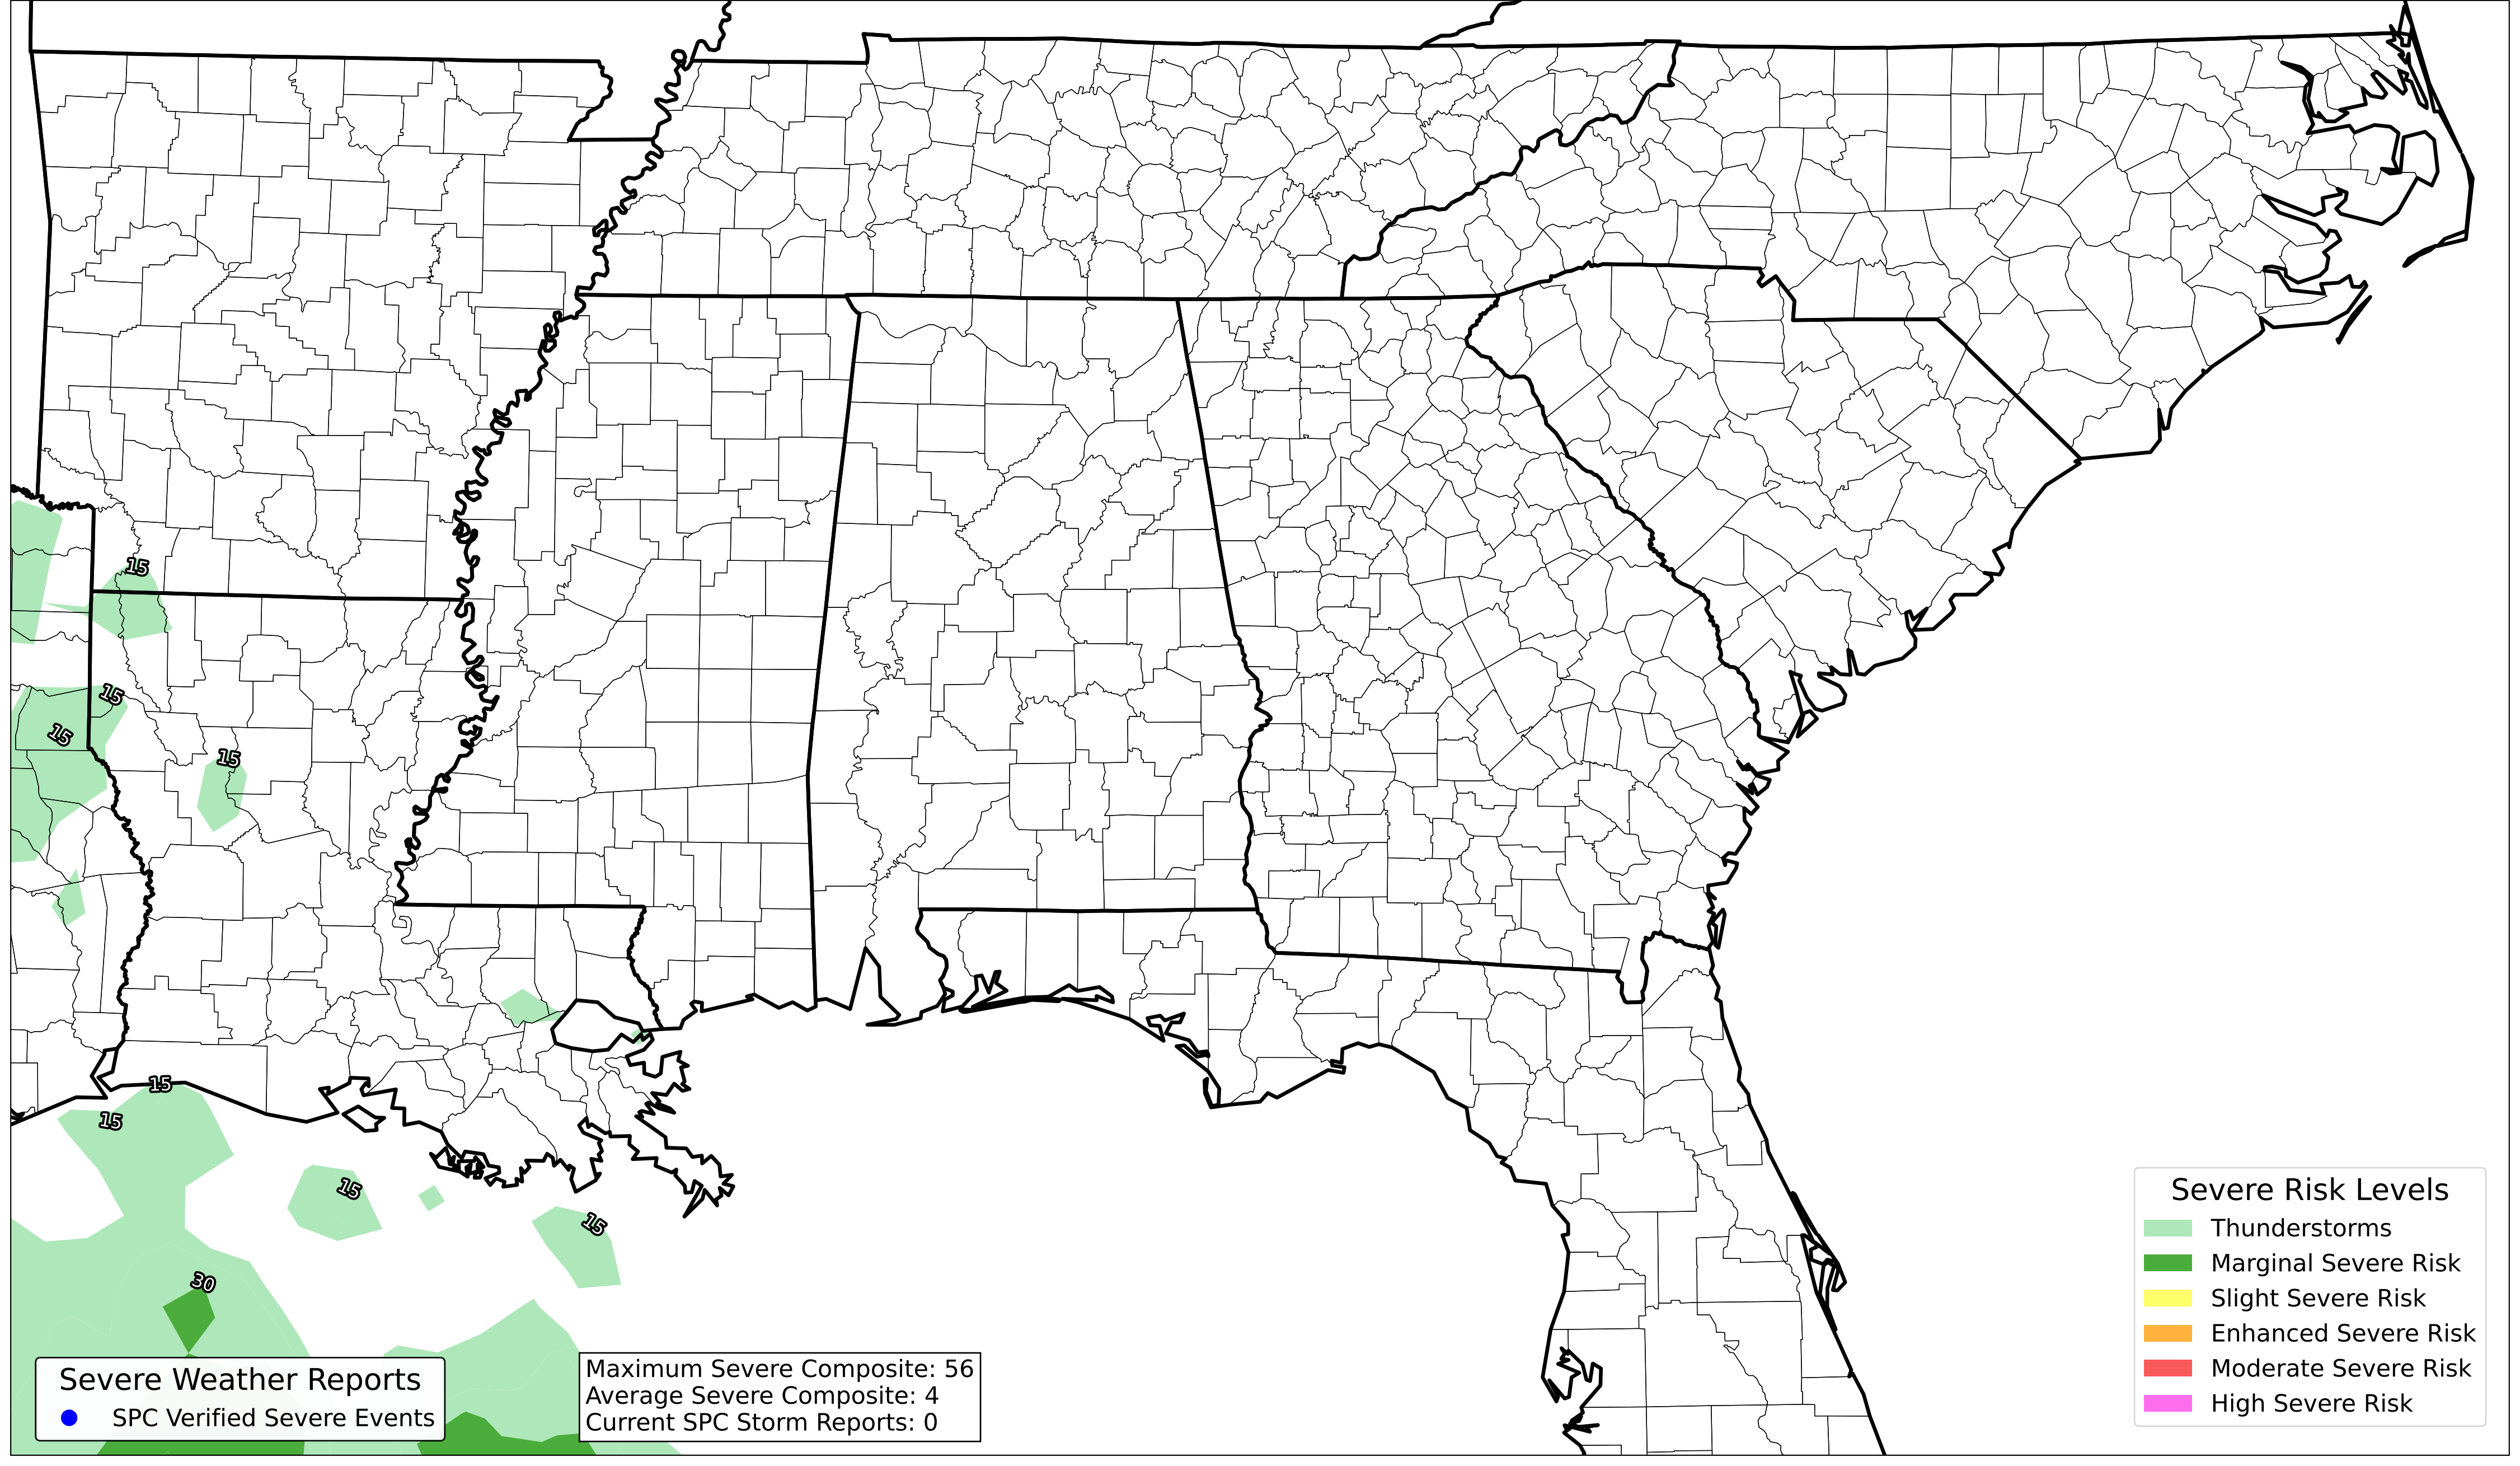 15
15
15
15
15
15
15
15
30
Severe Weather Reports
SPC Verified Severe Events
Maximum Severe Composite: 56
Average Severe Composite: 4
Current SPC Storm Reports: 0
Severe Risk Levels
Thunderstorms
Marginal Severe Risk
Slight Severe Risk
Enhanced Severe Risk
Moderate Severe Risk
High Severe Risk